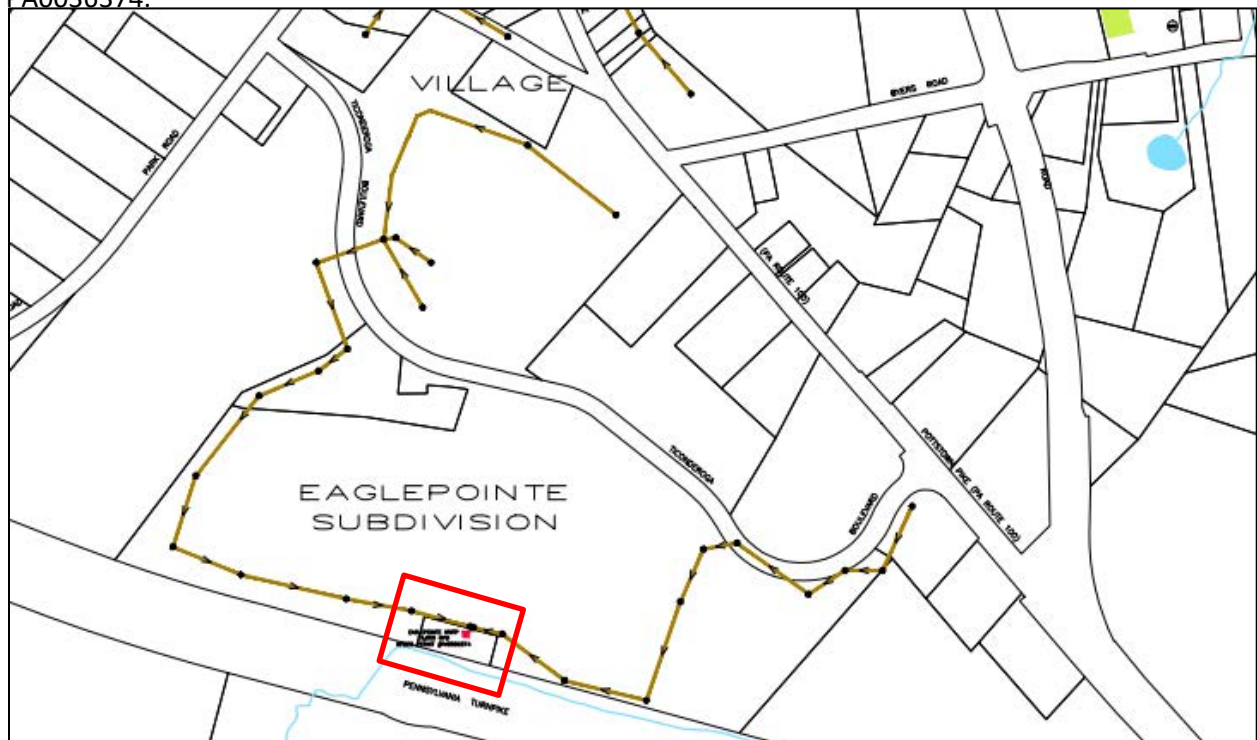 PA0036374.
VILLAGE
PARK ROAD
TICONDEROGA
BOULEVARD
BYERS ROAD
ROAD
(PA ROUTE 100)
EAGLEPOINTE
SUBDIVISION
TICONDEROGA
BOULEVARD
POTTSTOWN PIKE (PA ROUTE 100)
PENNSYLVANIA TURNPIKE